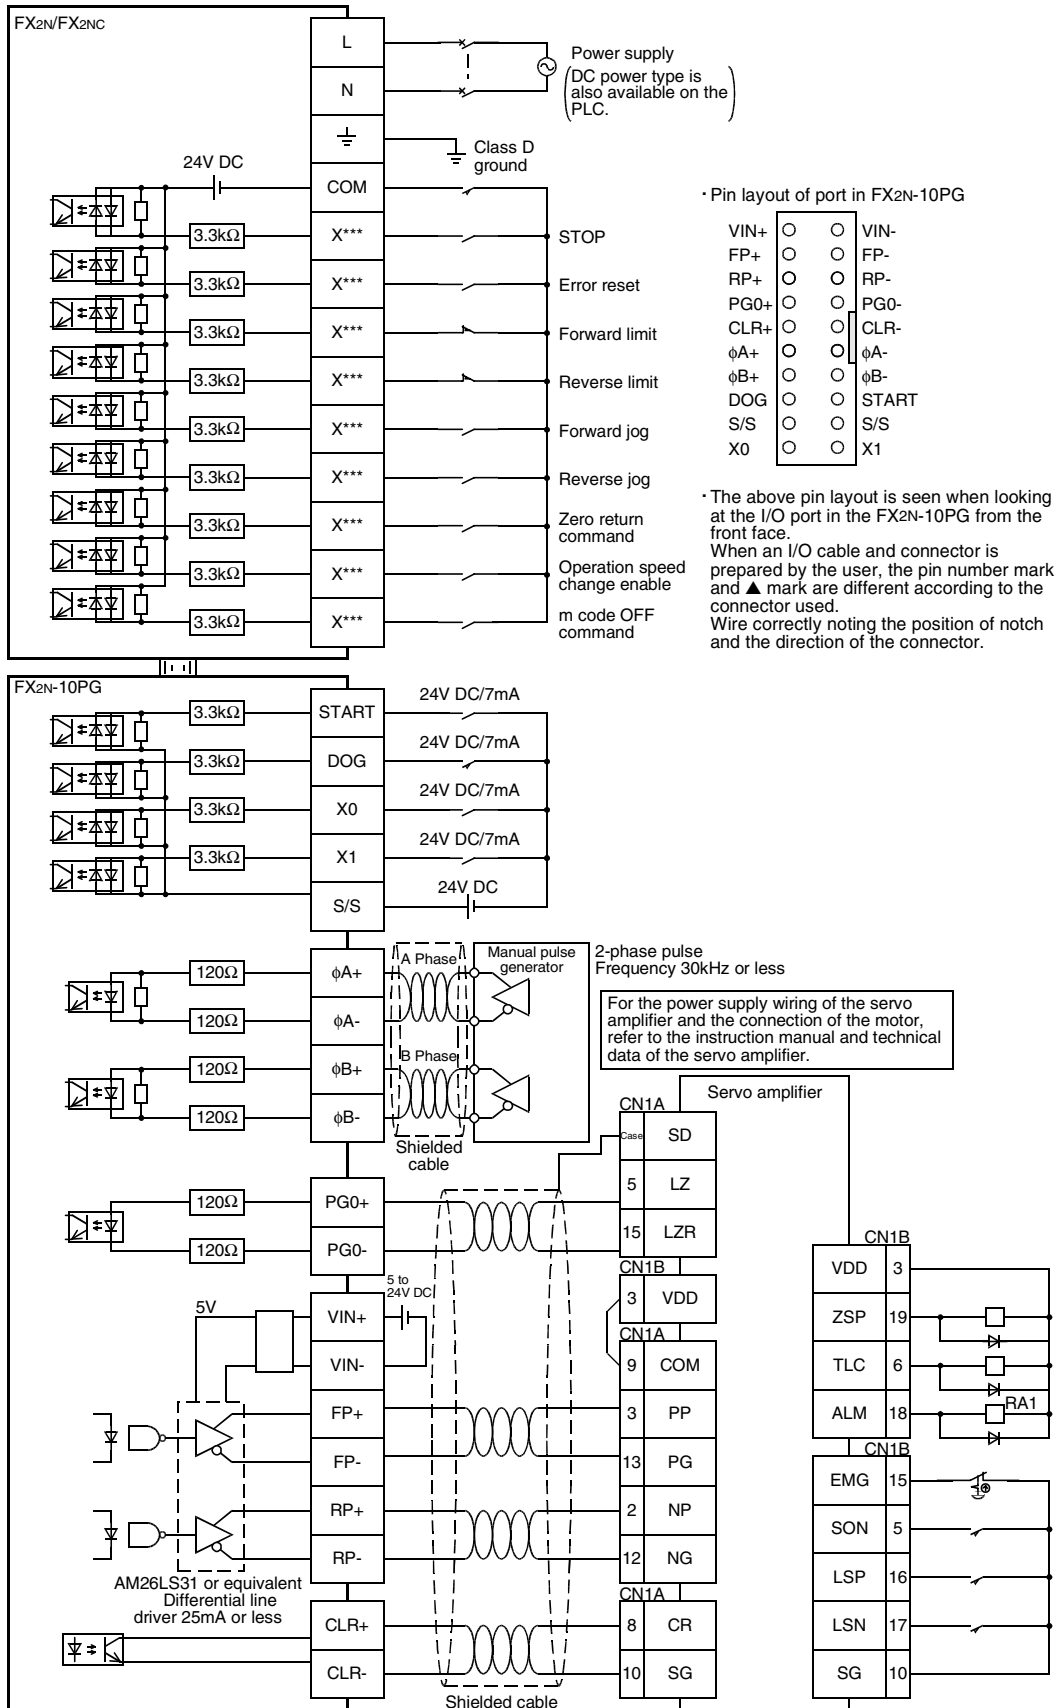 FX2N/FX2NC
L
N
Power supply
DC power type is
also available on the
PLC.
Class D
ground
24V DC
COM
3.3kΩ
X***
STOP
3.3kΩ
X***
Error reset
3.3kΩ
X***
Forward limit
3.3kΩ
X***
Reverse limit
3.3kΩ
X***
Forward jog
3.3kΩ
X***
Reverse jog
3.3kΩ
X***
Zero return
command
3.3kΩ
X***
Operation speed
change enable
3.3kΩ
X***
m code OFF
command
· Pin layout of port in FX2N-10PG
VIN+ VIN-
FP+ FP-
RP+ RP-
PG0+ PG0-
CLR+ CLR-
ϕA+ ϕA-
ϕB+ ϕB-
DOG START
S/S S/S
X0 X1
· The above pin layout is seen when looking
at the I/O port in the FX2N-10PG from the
front face.
When an I/O cable and connector is
prepared by the user, the pin number mark
and ▲ mark are different according to the
connector used.
Wire correctly noting the position of notch
and the direction of the connector.
FX2N-10PG
3.3kΩ
START
24V DC/7mA
3.3kΩ
DOG
24V DC/7mA
3.3kΩ
X0
24V DC/7mA
3.3kΩ
X1
24V DC/7mA
S/S
24V DC
120Ω
ϕA+
A Phase
120Ω
ϕA-
120Ω
ϕB+
B Phase
120Ω
ϕB-
Manual pulse
generator
2-phase pulse
Frequency 30kHz or less
Shielded
cable
For the power supply wiring of the servo
amplifier and the connection of the motor,
refer to the instruction manual and technical
data of the servo amplifier.
Servo amplifier
120Ω
PG0+
120Ω
PG0-
5V
VIN+
5 to
24V DC
VIN-
FP+
FP-
RP+
RP-
AM26LS31 or equivalent
Differential line
driver 25mA or less
CLR+
CLR-
Shielded cable
CN1A
Case SD
5 LZ
15 LZR
CN1B
3 VDD
CN1A
9 COM
3 PP
13 PG
2 NP
12 NG
CN1A
8 CR
10 SG
CN1B
VDD 3
ZSP 19
TLC 6
ALM 18
RA1
CN1B
EMG 15
SON 5
LSP 16
LSN 17
SG 10